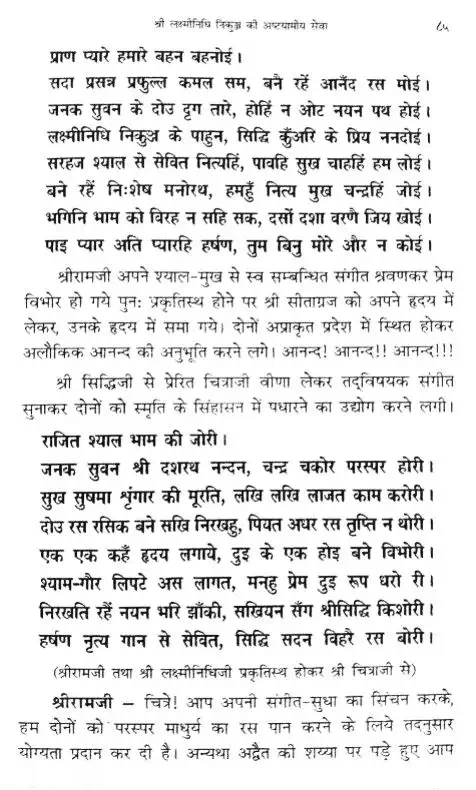 श्री लक्ष्मीनिधि निकुञ्ज की अष्टयामीय सेवा ८५
प्राण प्यारे हमारे बहन बहनोई।
सदा प्रसन्न प्रफुल्ल कमल सम, बनै रहें आनँद रस मोई।
जनक सुवन के दोउ दृग तारे, होहिं न ओट नयन पथ होई।
लक्ष्मीनिधि निकुञ्ज के पाहुन, सिद्धि कुँअरि के प्रिय ननदोई।
सरहज श्याल से सेवित नित्यहिं, पावहि सुख चाहहिं हम लोई।
बने रहैं निःशेष मनोरथ, हमहुँ नित्य मुख चन्द्रहिं जोई।
भगिनि भाम को विरह न सहि सक, दसों दशा वरणै जिय खोई।
पाइ प्यार अति प्यारहि हर्षण, तुम बिनु मोरे और न कोई।
श्रीरामजी अपने श्याल-मुख से स्व सम्बन्धित संगीत श्रवणकर प्रेम
विभोर हो गये पुनः प्रकृतिस्थ होने पर श्री सीताग्रज को अपने हृदय में
लेकर, उनके हृदय में समा गये। दोनों अप्राकृत प्रदेश में स्थित होकर
अलौकिक आनन्द की अनुभूति करने लगे। आनन्द! आनन्द!! आनन्द!!!
श्री सिद्धिजी से प्रेरित चित्राजी वीणा लेकर तद्विषयक संगीत
सुनाकर दोनों को स्मृति के सिंहासन में पधारने का उद्योग करने लगी।
राजित श्याल भाम की जोरी।
जनक सुवन श्री दशरथ नन्दन, चन्द्र चकोर परस्पर होरी।
सुख सुषमा शृंगार की मूरति, लखि लखि लाजत काम करोरी।
दोउ रस रसिक बने सखि निरखहु, पियत अधर रस तृप्ति न थोरी।
एक एक कहँ हृदय लगाये, दुइ के एक होइ बने विभोरी।
श्याम-गौर लिपटे अस लागत, मनहु प्रेम दुइ रूप धरो री।
निरखति रहैं नयन भरि झाँकी, सखियन सँग श्रीसिद्धि किशोरी।
हर्षण नृत्य गान से सेवित, सिद्धि सदन विहरै रस बोरी।
(श्रीरामजी तथा श्री लक्ष्मीनिधिजी प्रकृतिस्थ होकर श्री चित्राजी से)
श्रीरामजी – चित्रे! आप अपनी संगीत-सुधा का सिंचन करके,
हम दोनों को परस्पर माधुर्य का रस पान करने के लिये तदनुसार
योग्यता प्रदान कर दी है। अन्यथा अद्वैत की शय्या पर पड़े हुए आप